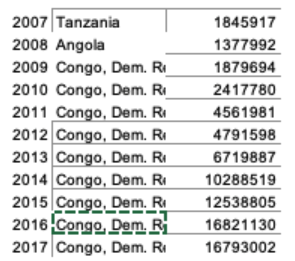 2007 Tanzania 1845917
2008 Angola 1377992
2009 Congo, Dem. Re 1879694
2010 Congo, Dem. Re 2417780
2011 Congo, Dem. Re 4561981
2012 Congo, Dem. Re 4791598
2013 Congo, Dem. Re 6719887
2014 Congo, Dem. Re 10288519
2015 Congo, Dem. Re 12538805
2016 Congo, Dem. R 16821130
2017 Congo, Dem. Re 16793002